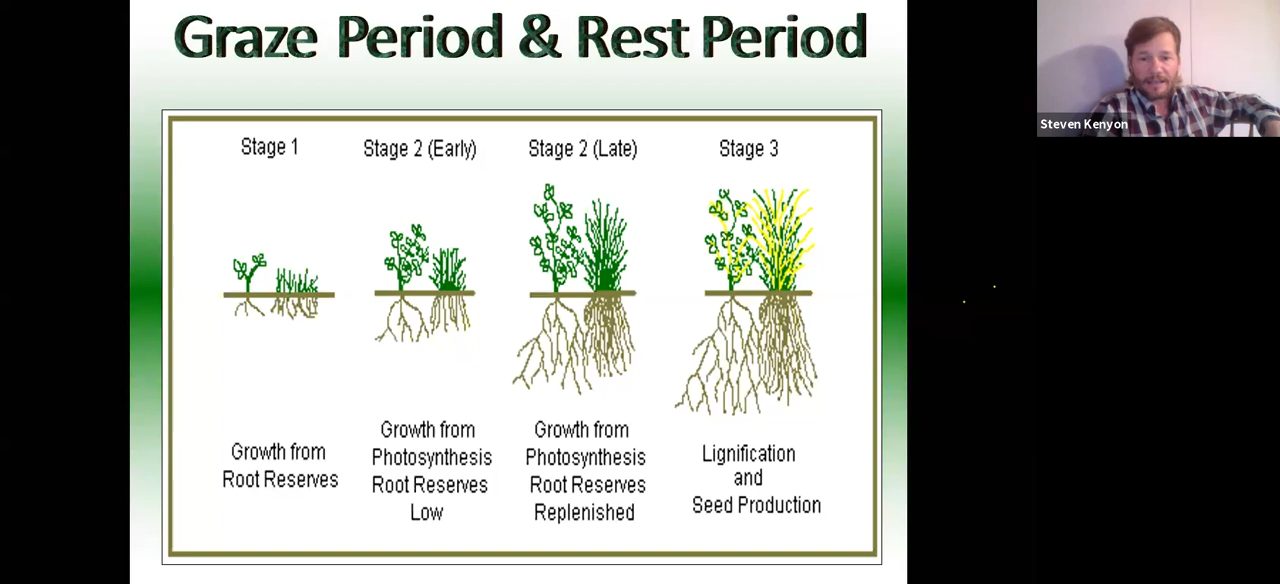 Graze Period & Rest Period
Steven Kenyon
Stage 1
Stage 2 (Early)
Stage 2 (Late)
Stage 3
Growth from
Root Reserves
Growth from
Photosynthesis
Root Reserves
Low
Growth from
Photosynthesis
Root Reserves
Replenished
Lignification
and
Seed Production